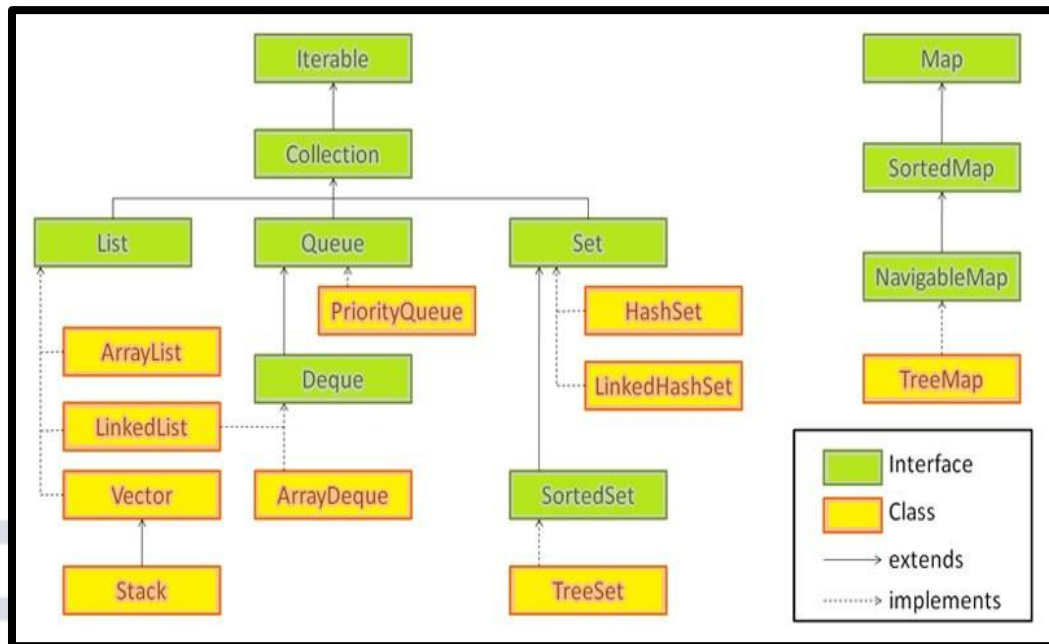 Iterable
Map
Collection
SortedMap
List
Queue
Set
NavigableMap
PriorityQueue
HashSet
ArrayList
Deque
LinkedHashSet
TreeMap
LinkedList
Interface
Vector
ArrayDeque
SortedSet
Class
extends
Stack
TreeSet
implements